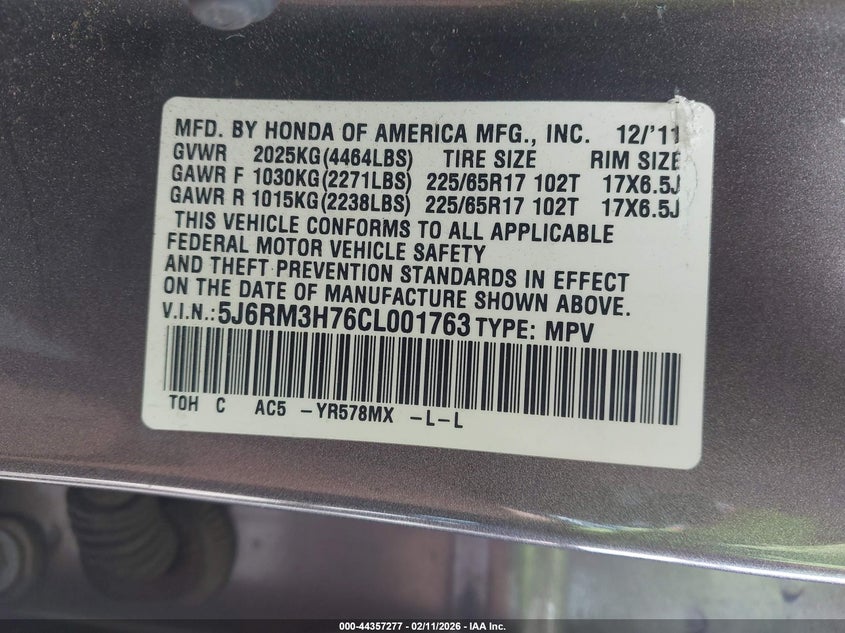 MFD. BY HONDA OF AMERICA MFG., INC. 12/'11
GVWR 2025KG(4464LBS) TIRE SIZE RIM SIZE
GAWR F 1030KG(2271LBS) 225/65R17 102T 17X6.5J
GAWR R 1015KG(2238LBS) 225/65R17 102T 17X6.5J
THIS VEHICLE CONFORMS TO ALL APPLICABLE
FEDERAL MOTOR VEHICLE SAFETY
AND THEFT PREVENTION STANDARDS IN EFFECT
ON THE DATE OF MANUFACTURE SHOWN ABOVE.
V.I.N.:5J6RM3H76CL001763 TYPE: MPV
TOH C AC5 -YR578MX -L-L
000-44357277 - 02/11/2026 - IAA Inc.